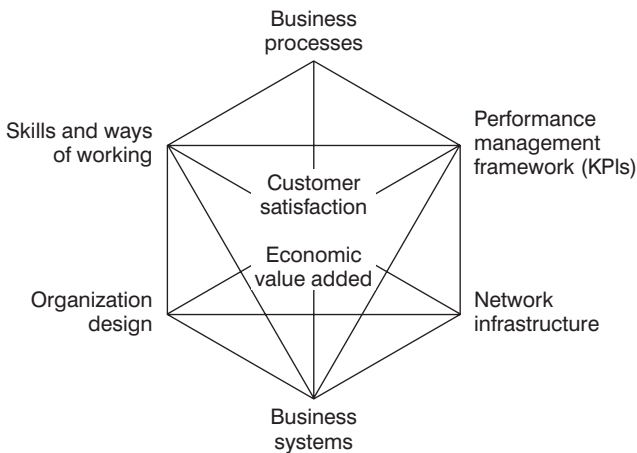 Business
processes
Skills and ways
of working
Performance
management
framework (KPIs)
Customer
satisfaction
Economic
value added
Organization
design
Network
infrastructure
Business
systems